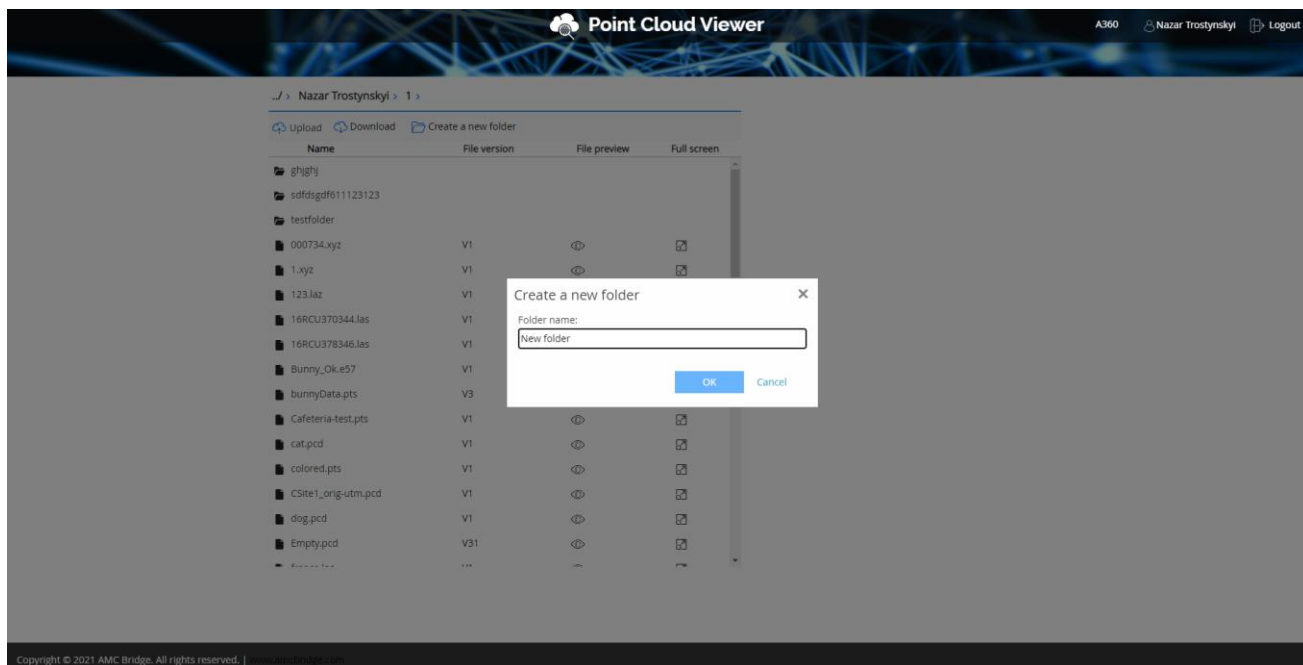 Point Cloud Viewer
A360 Nazar Trostynskyi Logout
../ > Nazar Trostynskyi > 1 >
Upload Download Create a new folder
Name File version File preview Full screen
ghjghj
sdfdsgdf611123123
testfolder
000734.xyz V1
1.xyz V1
123.laz V1
16RCU370344.las V1
16RCU378346.las V1
Bunny_Ok.e57 V1
bunnyData.pts V3
Cafeteria-test.pts V1
cat.pcd V1
colored.pts V1
CSite1_orig-utm.pcd V1
dog.pcd V1
Empty.pcd V31
Create a new folder
Folder name:
New folder
OK Cancel
Copyright © 2021 AMC Bridge. All rights reserved. | www.amcbridge.com